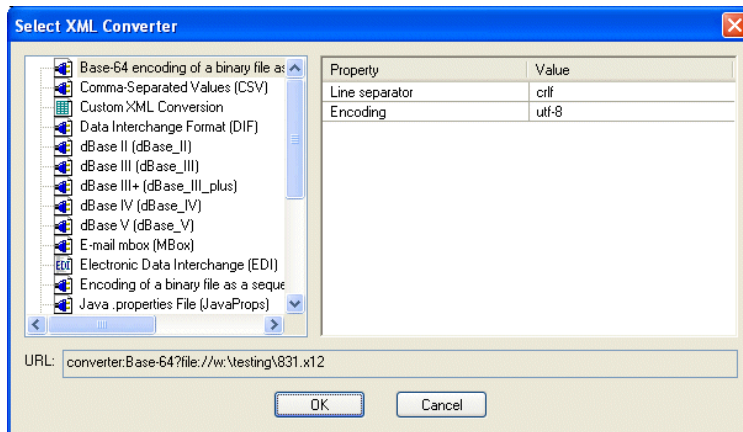 Select XML Converter
Base-64 encoding of a binary file as
Comma-Separated Values (CSV)
Custom XML Conversion
Data Interchange Format (DIF)
dBase II (dBase_II)
dBase III (dBase_III)
dBase III+ (dBase_III_plus)
dBase IV (dBase_IV)
dBase V (dBase_V)
E-mail mbox (MBox)
EDI Electronic Data Interchange (EDI)
Encoding of a binary file as a seque
Java .properties File (JavaProps)
Property Value
Line separator crlf
Encoding utf-8
URL: converter:Base-64?file://w:\testing\831.x12
OK Cancel